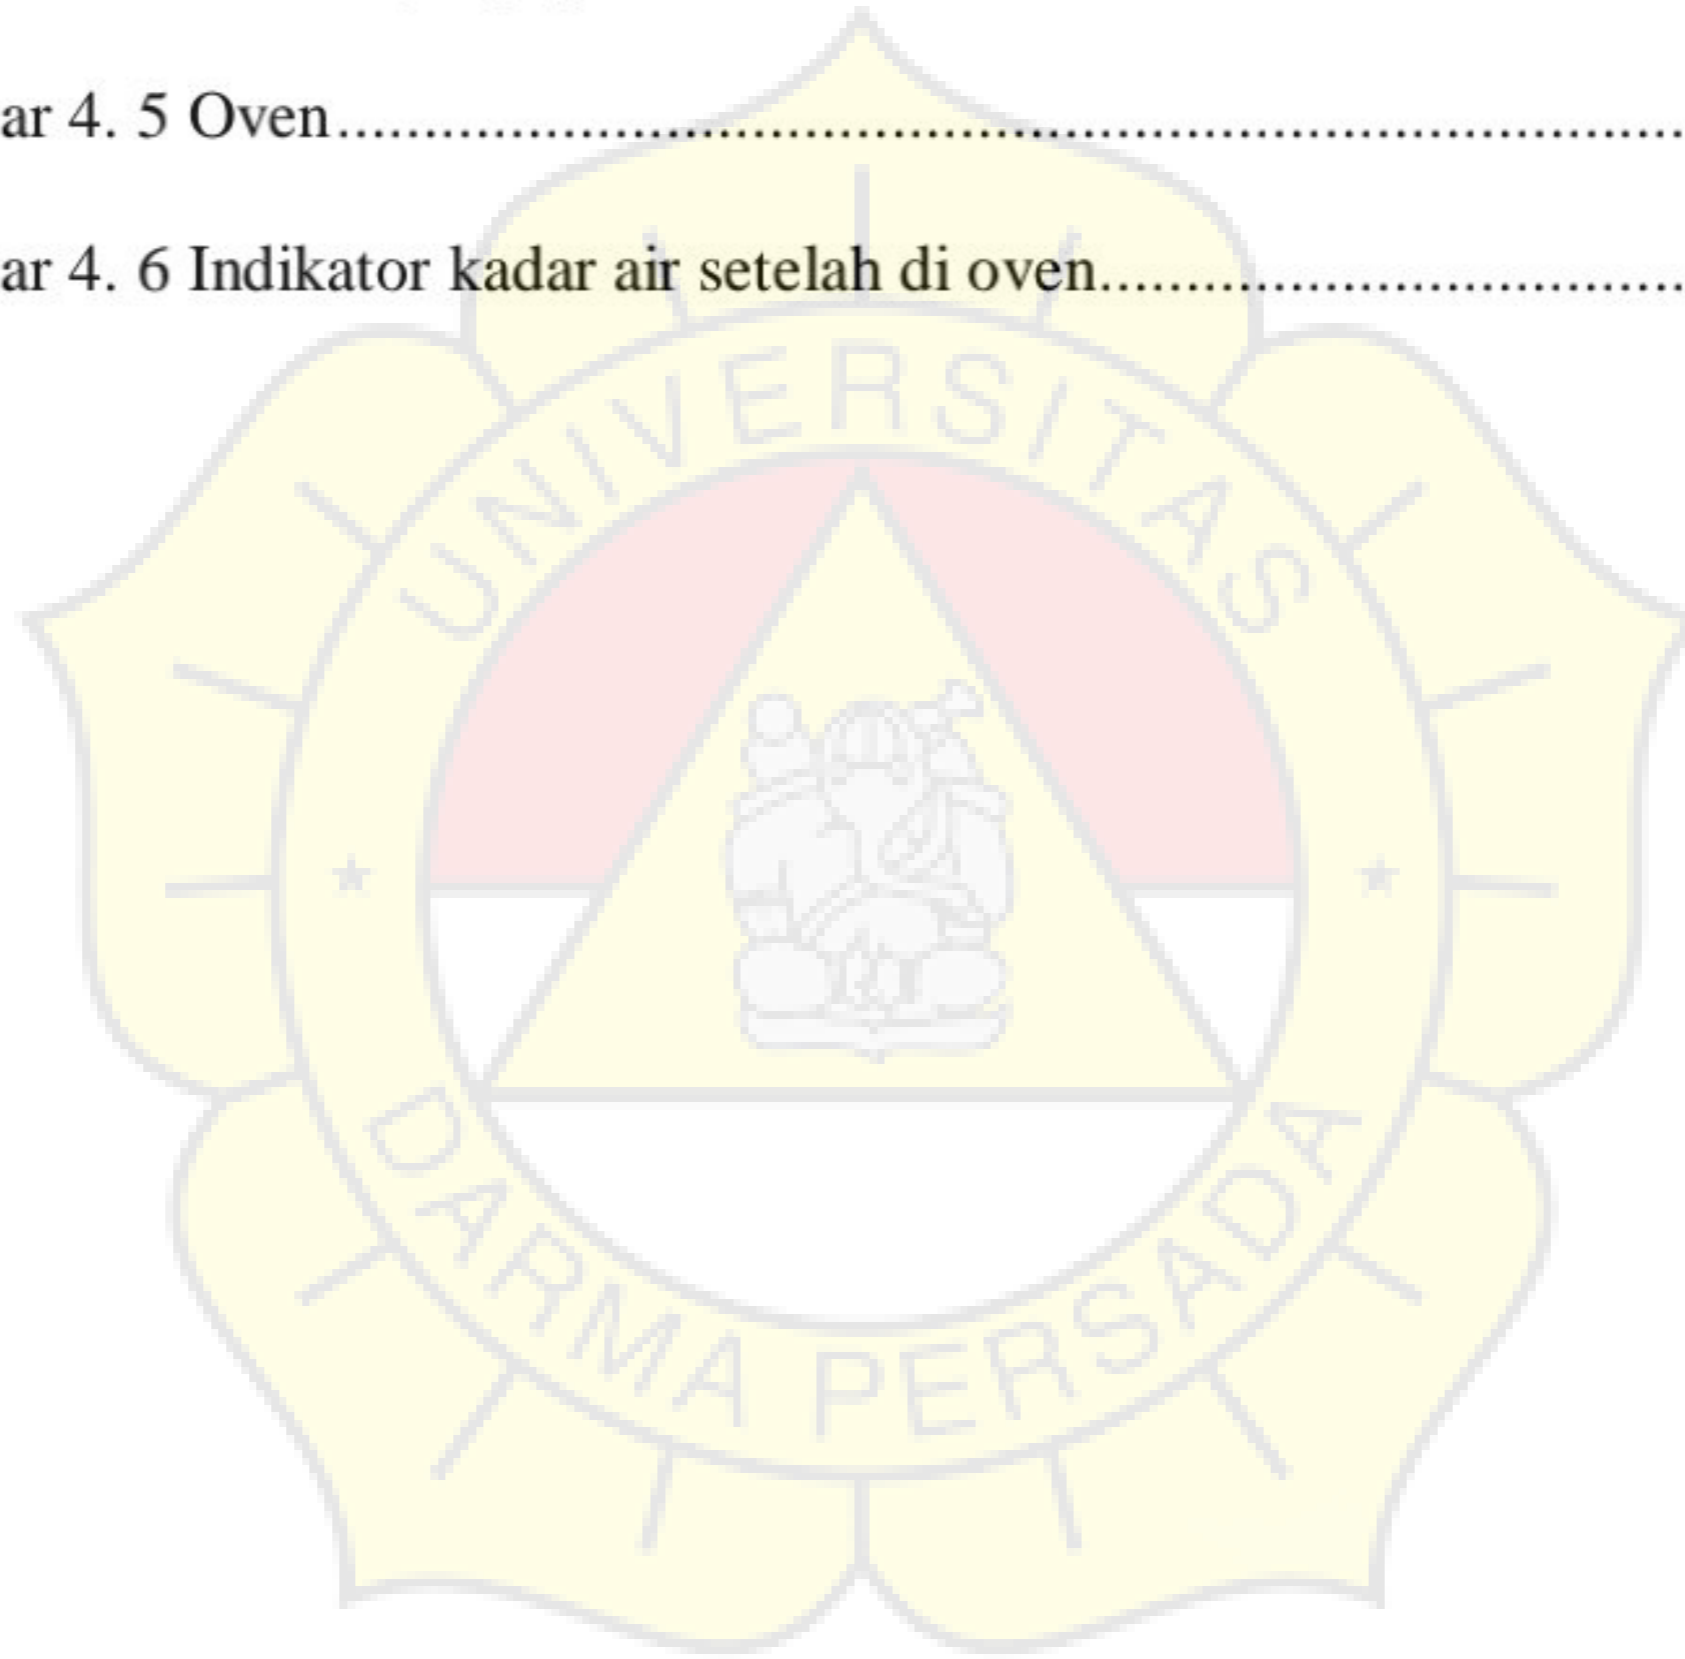 ar 4. 5 Oven..............................................................................
ar 4. 6 Indikator kadar air setelah di oven..................................
UNIVERSITAS
DARMA PERSADA